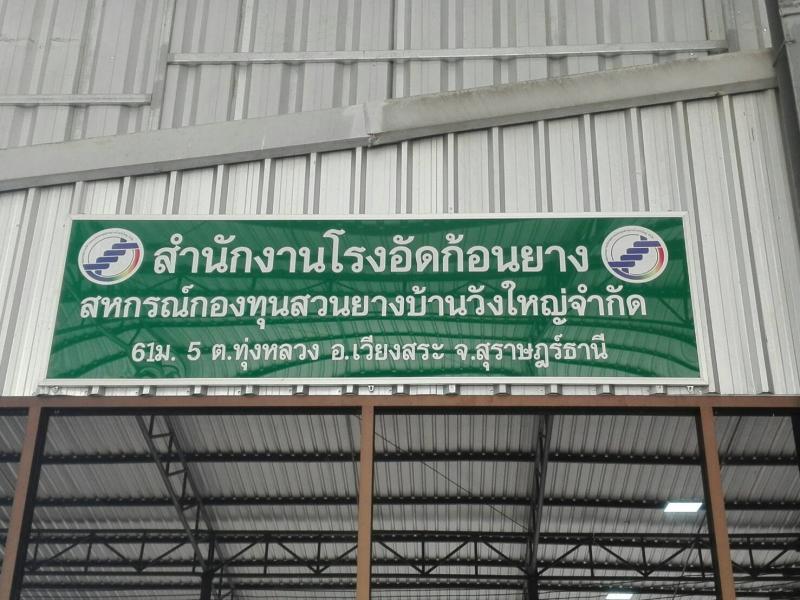 สำนักงานโรงอัดก้อนยาง
สหกรณ์กองทุนสวนยางบ้านวังใหญ่จำกัด
61ม. 5 ต.ทุ่งหลวง อ.เวียงสระ จ.สุราษฎร์ธานี